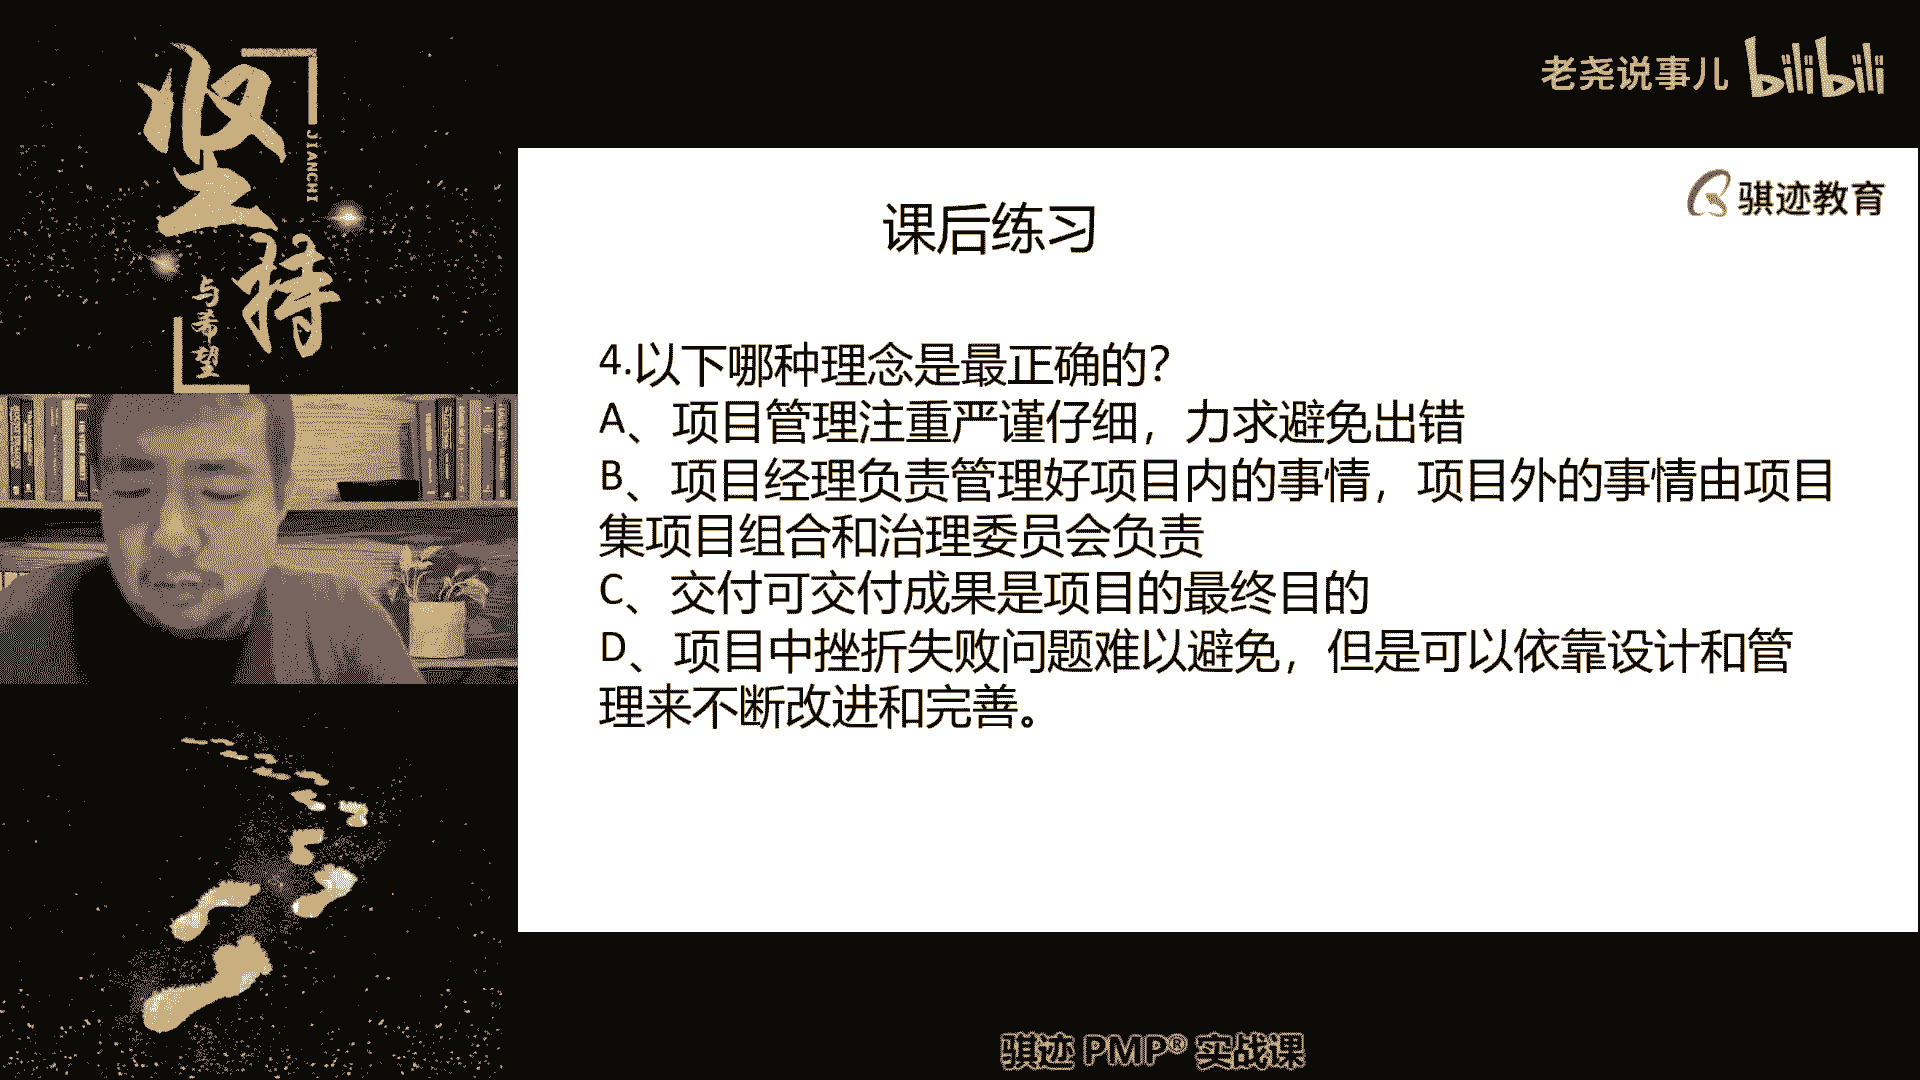 坚持
JIANCHI
与希望
老尧说事儿 bilibili
骐迹教育
课后练习
4.以下哪种理念是最正确的?
A、项目管理注重严谨仔细，力求避免出错
B、项目经理负责管理好项目内的事情，项目外的事情由项目
集项目组合和治理委员会负责
C、交付可交付成果是项目的最终目的
D、项目中挫折失败问题难以避免，但是可以依靠设计和管
理来不断改进和完善。
骐迹 PMP® 实战课